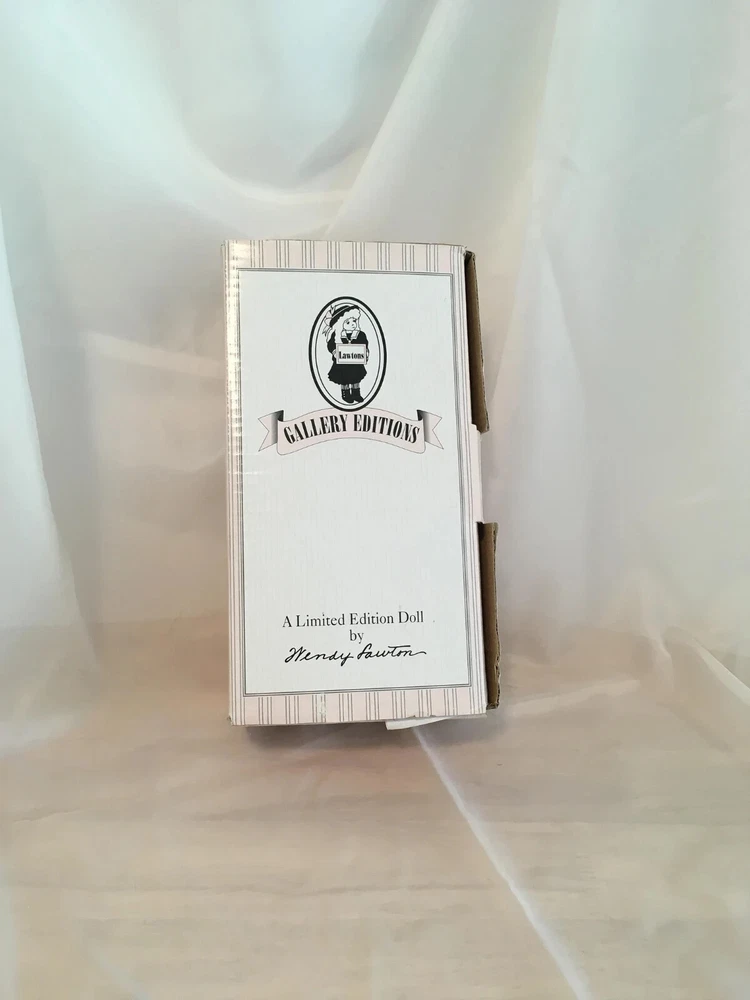 Lawtons
GALLERY EDITIONS
A Limited Edition Doll
by
Wendy Lawton